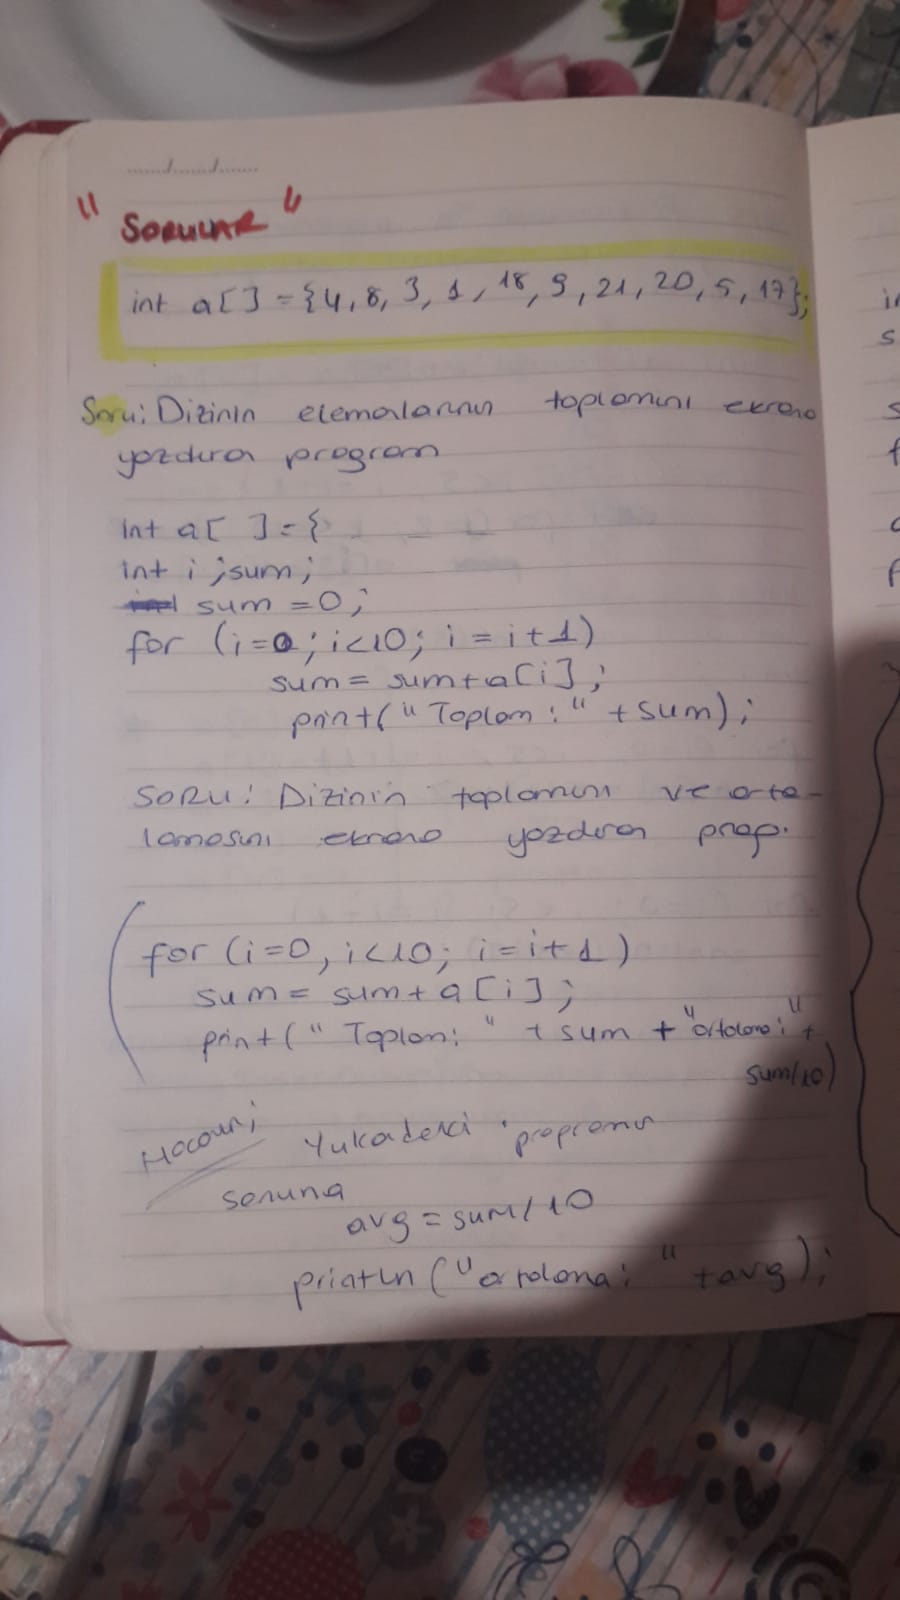 ...../...../.....
" SORULAR "
int a[] = {4, 8, 3, 1, 18, 9, 21, 20, 5, 17};
Soru: Dizinin elemanlarının toplamını ekrana
yazdıran program
int a[ ] = {
int i ; sum ;
sum = 0 ;
for (i=0 ; i<10 ; i = i+1)
sum = sum+a[i] ;
print(" Toplam : " + sum) ;
SORU : Dizinin toplamını ve orta-
lamasını ekrana yazdıran prog.
for (i=0, i<10; i=i+1 )
sum = sum+a[i] ;
print(" Toplam: " + sum + "ortalama : " +
sum/10)
Yukadeki programın
sonuna
avg = sum/10
println("ortalama : " +avg) ;